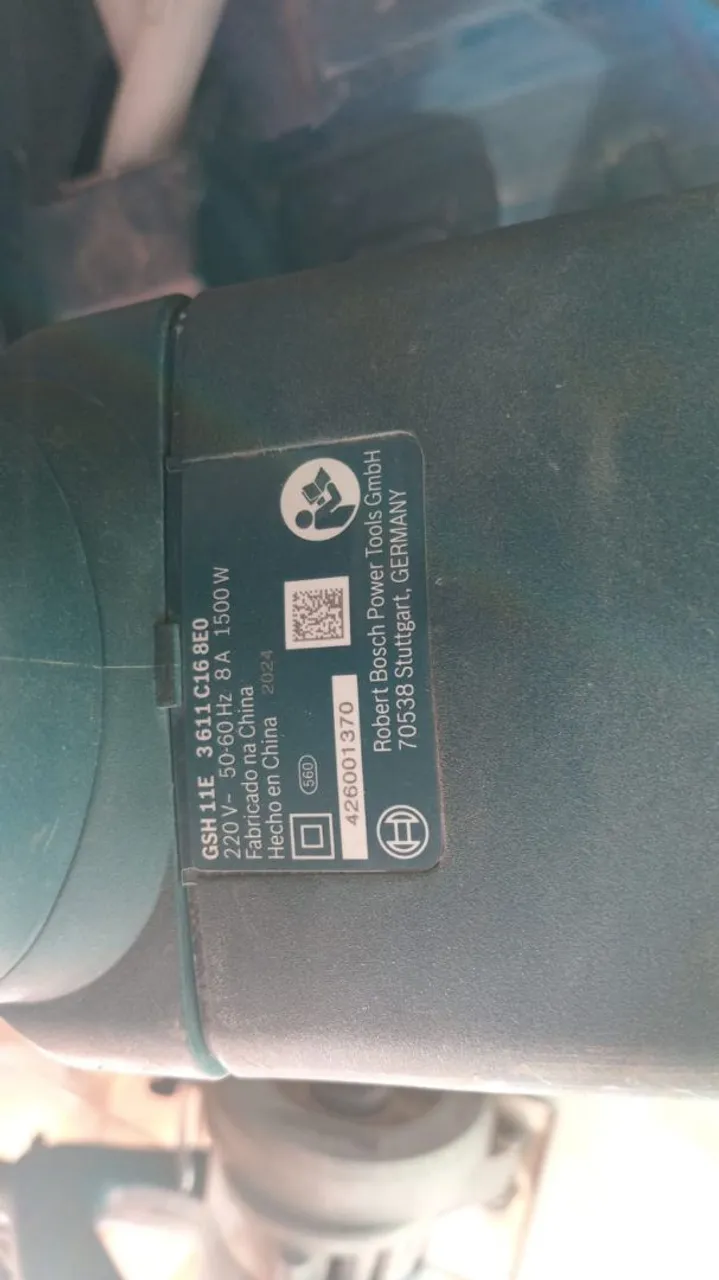 GSH 11E 3 611 C16 8E0
220 V~ 50-60 Hz 8 A 1500 W
Fabricado na China
Hecho en China 2024
560
426001370
Robert Bosch Power Tools GmbH
70538 Stuttgart, GERMANY